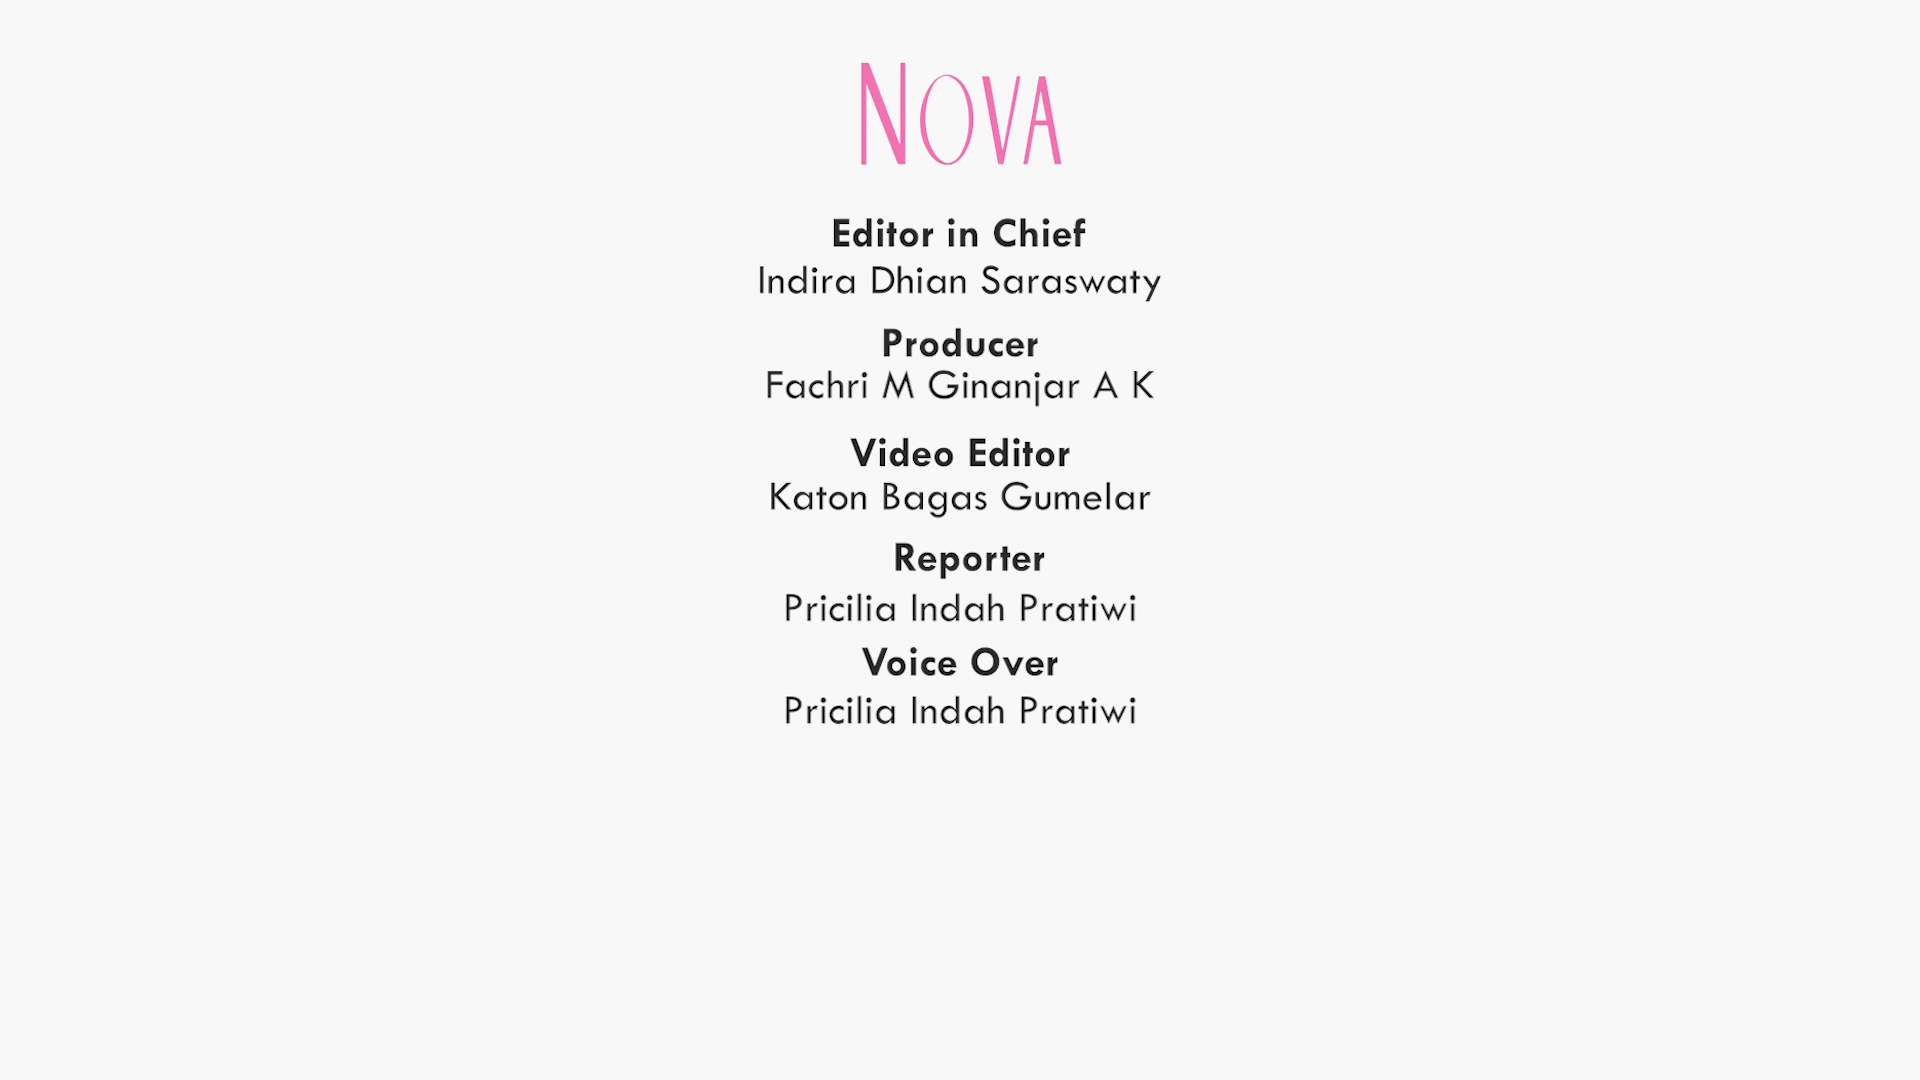 Nova
Editor in Chief
Indira Dhian Saraswaty
Producer
Fachri M Ginanjar A K
Video Editor
Katon Bagas Gumelar
Reporter
Pricilia Indah Pratiwi
Voice Over
Pricilia Indah Pratiwi